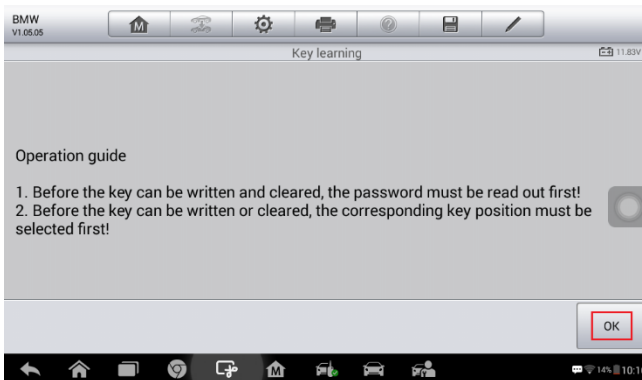 BMW
V1.05.05
Key learning
11.83V
Operation guide
1. Before the key can be written and cleared, the password must be read out first!
2. Before the key can be written or cleared, the corresponding key position must be
selected first!
OK
14%